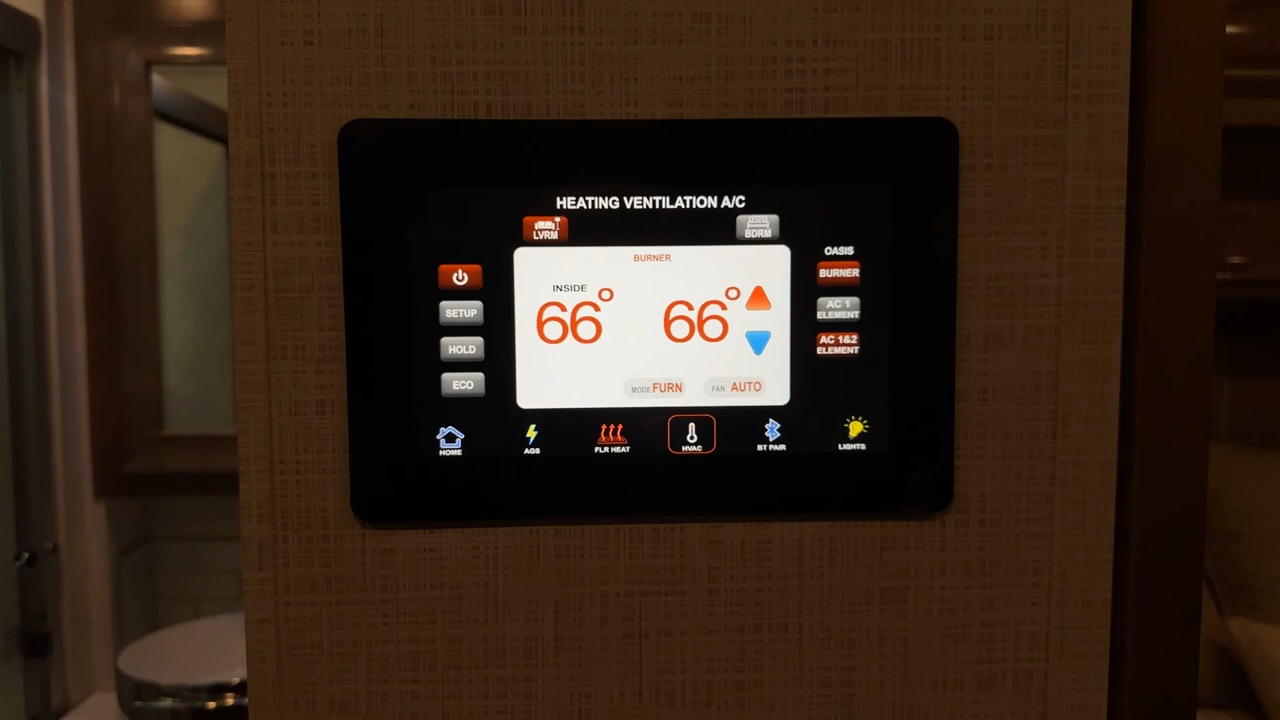 HEATING VENTILATION A/C
LVRM
BDRM
OASIS
BURNER
BURNER
AC 1
ELEMENT
AC 1&2
ELEMENT
SETUP
HOLD
ECO
INSIDE
66° 66°
MODE FURN FAN AUTO
HOME
AGS
FLR HEAT
HVAC
BT PAIR
LIGHTS